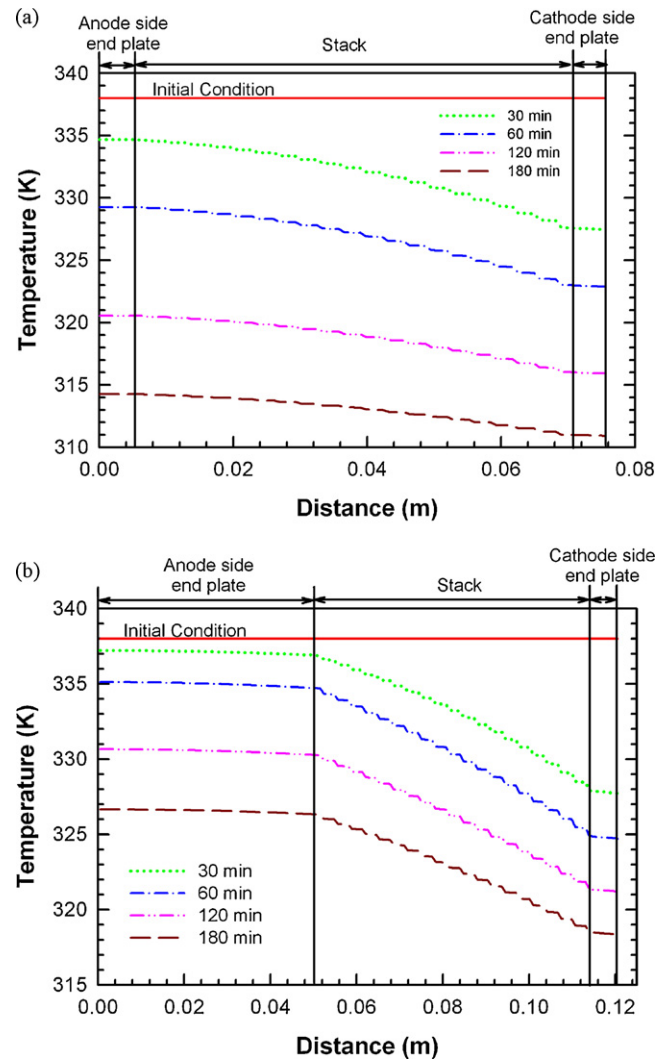 (a)
Anode side
end plate
Stack
Cathode side
end plate
340
Initial Condition
335
30 min
60 min
120 min
180 min
330
325
320
315
310
Temperature (K)
0.00 0.02 0.04 0.06 0.08
Distance (m)
(b)
Anode side
end plate
Stack
Cathode side
end plate
340
Initial Condition
335
330
325
320
315
Temperature (K)
30 min
60 min
120 min
180 min
0.00 0.02 0.04 0.06 0.08 0.10 0.12
Distance (m)